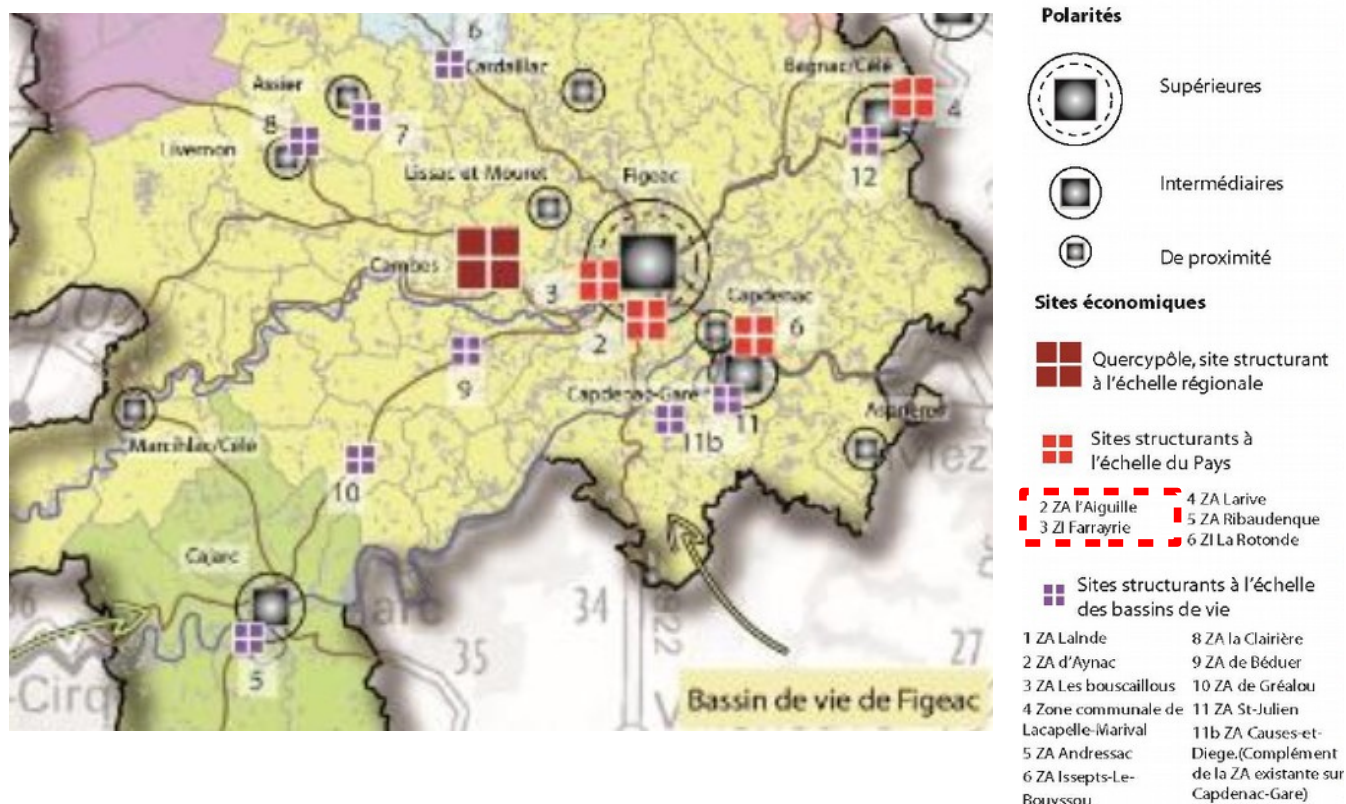 6
Cardaillac
Bagnac/Célé
Assier
4
8
7
Livernon
12
Lissac et Mouret
Figeac
Cambes
3
Capdenac
6
2
9
Capdenac-Gare
11
Asprières
11b
Marcihlac/Célé
viez
10
Cajarc
34
922
35
27
5
-Cirq
Bassin de vie de Figeac
Polarités
Supérieures
Intermédiaires
De proximité
Sites économiques
Quercypôle, site structurant
à l'échelle régionale
Sites structurants à
l'échelle du Pays
2 ZA l'Aiguille
3 ZI Farrayrie
4 ZA Larive
5 ZA Ribaudenque
6 ZI La Rotonde
Sites structurants à l'échelle
des bassins de vie
1 ZA Lalnde
2 ZA d'Aynac
3 ZA Les bouscaillous
4 Zone communale de
Lacapelle-Marival
5 ZA Andressac
6 ZA Issepts-Le-
Bouyssou
8 ZA la Clairière
9 ZA de Béduer
10 ZA de Gréalou
11 ZA St-Julien
11b ZA Causes-et-
Diege.(Complément
de la ZA existante sur
Capdenac-Gare)